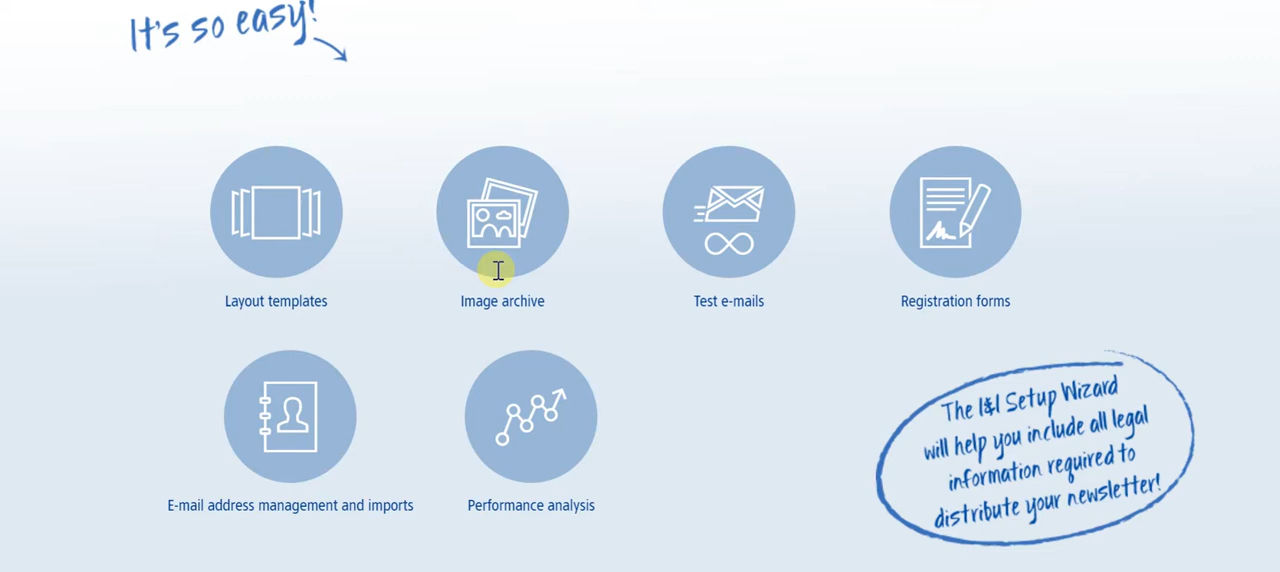 It's so easy!
Layout templates
Image archive
Test e-mails
Registration forms
E-mail address management and imports
Performance analysis
The 1&1 Setup Wizard
will help you include all legal
information required to
distribute your newsletter!